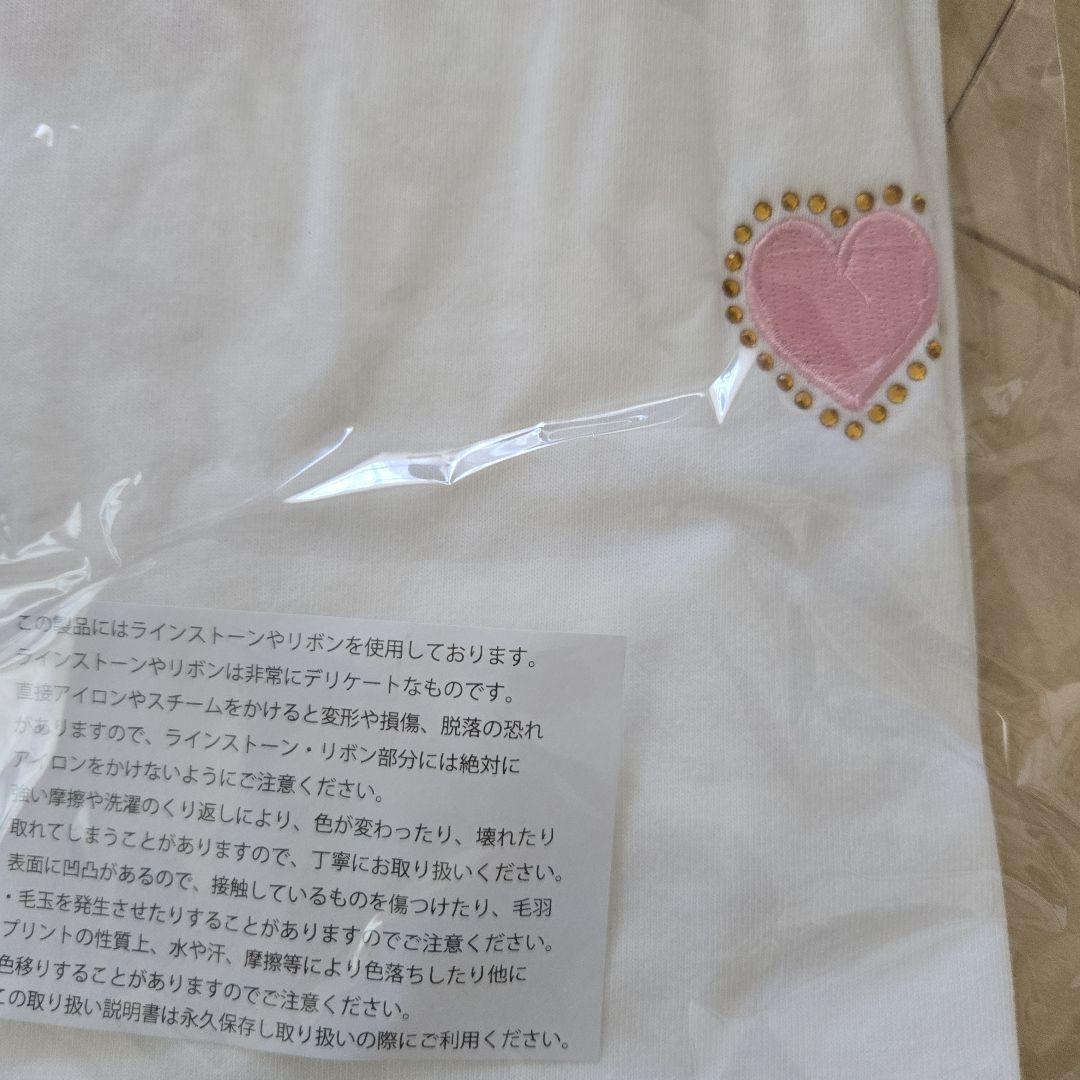 この製品にはラインストーンやリボンを使用しております。
ラインストーンやリボンは非常にデリケートなものです。
直接アイロンやスチームをかけると変形や損傷、脱落の恐れ
がありますので、ラインストーン・リボン部分には絶対に
アイロンをかけないようにご注意ください。
強い摩擦や洗濯のくり返しにより、色が変わったり、壊れたり
取れてしまうことがありますので、丁寧にお取り扱いください。
表面に凹凸があるので、接触しているものを傷つけたり、毛羽
・毛玉を発生させたりすることがありますのでご注意ください。
プリントの性質上、水や汗、摩擦等により色落ちしたり他に
色移りすることがありますのでご注意ください。
この取り扱い説明書は永久保存し取り扱いの際にご利用ください。